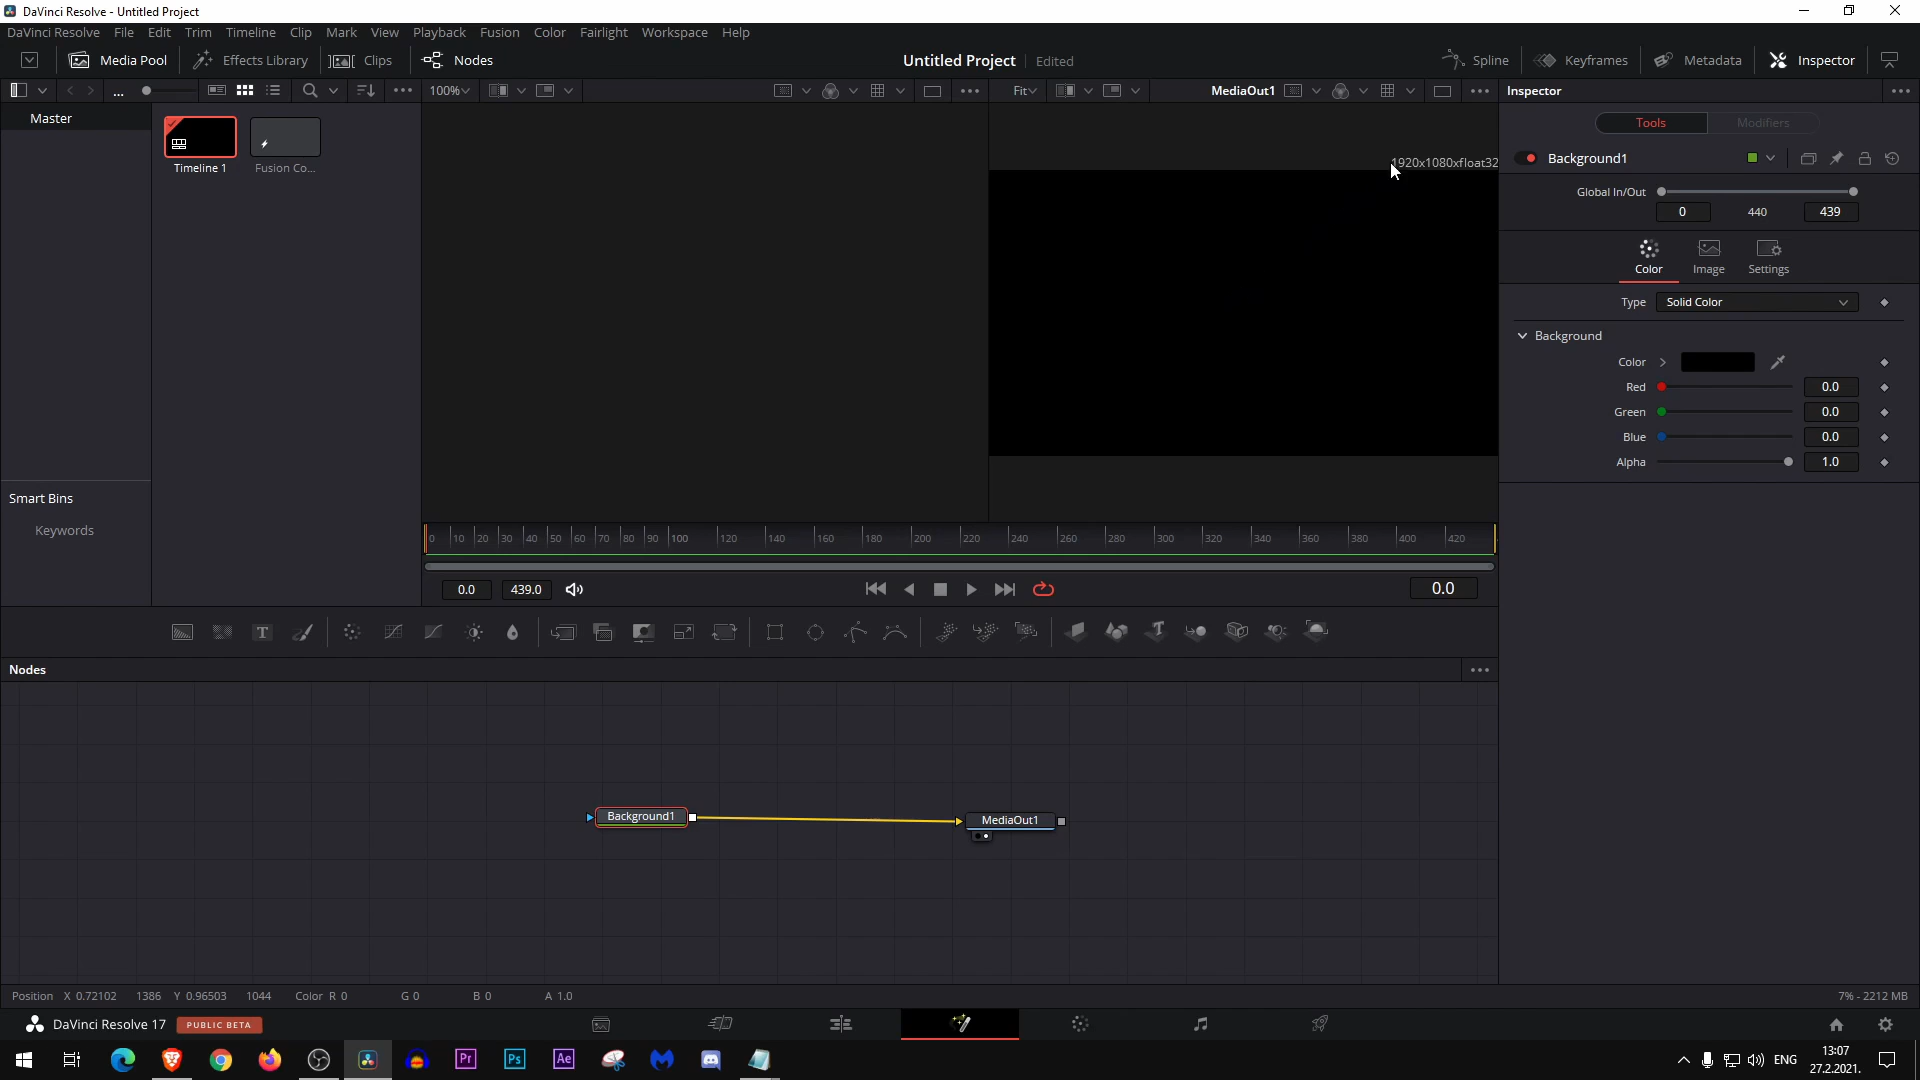 DaVinci Resolve - Untitled Project
DaVinci Resolve File Edit Trim Timeline Clip Mark View Playback Fusion Color Fairlight Workspace Help
Media Pool Effects Library Clips Nodes Untitled Project Edited Spline Keyframes Metadata Inspector
... 100% Fit MediaOut1 Inspector
Master
Timeline 1
Fusion Co...
1920x1080xfloat32
Tools Modifiers
Background1
Global In/Out
0 440 439
Color Image Settings
Type Solid Color
Background
Color
Red 0.0
Green 0.0
Blue 0.0
Alpha 1.0
Smart Bins
Keywords
0 10 20 30 40 50 60 70 80 90 100 120 140 160 180 200 220 240 260 280 300 320 340 360 380 400 420
0.0 439.0 0.0
T
Nodes
Background1
MediaOut1
Position X 0.72102 1386 Y 0.96503 1044 Color R 0 G 0 B 0 A 1.0 7% - 2212 MB
DaVinci Resolve 17 PUBLIC BETA
Pr Ps Ae ENG
13:07
27.2.2021.